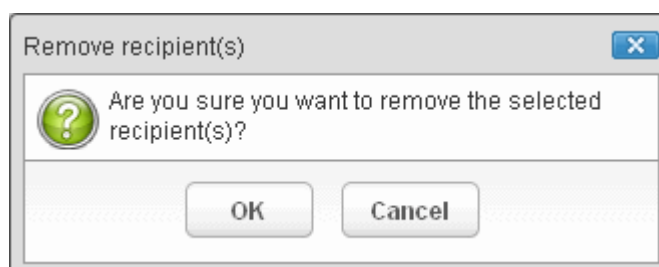 Remove recipient(s)
Are you sure you want to remove the selected
recipient(s)?
OK Cancel